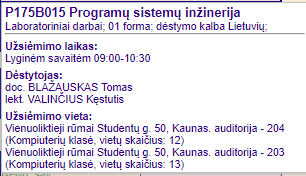 P175B015 Programų sistemų inžinerija
Laboratoriniai darbai; 01 forma; dėstymo kalba Lietuvių;
Užsiėmimo laikas:
Lyginėm savaitėm 09:00-10:30
Dėstytojas:
doc. BLAŽAUSKAS Tomas
lekt. VALINČIUS Kęstutis
Užsiėmimo vieta:
Vienuoliktieji rūmai Studentų g. 50, Kaunas. auditorija - 204
(Kompiuterių klasė, vietų skaičius: 12)
Vienuoliktieji rūmai Studentų g. 50, Kaunas. auditorija - 203
(Kompiuterių klasė, vietų skaičius: 13)